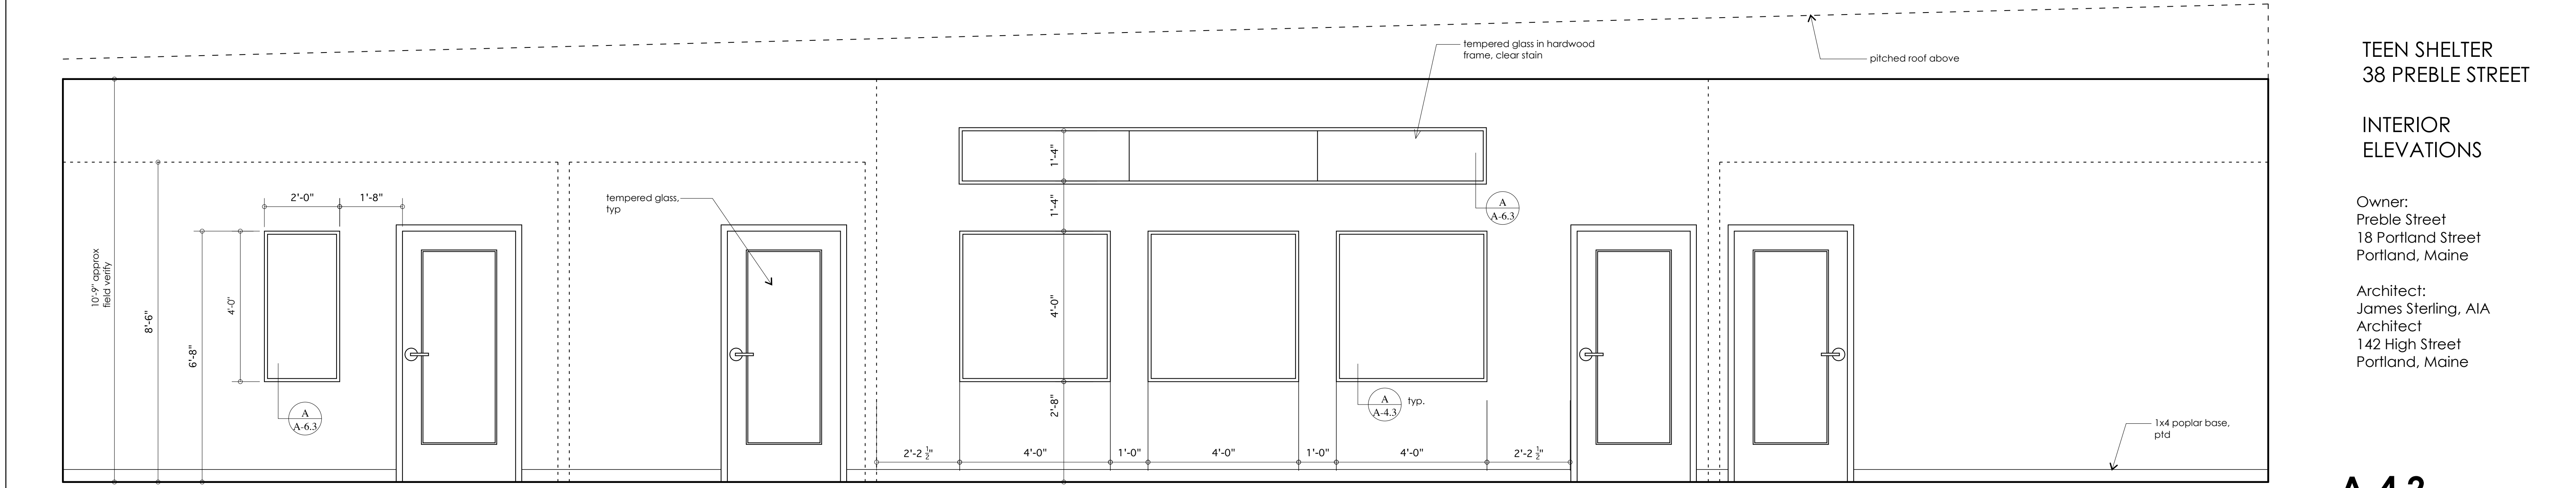 tempered glass in hardwood
frame, clear stain
pitched roof above
TEEN SHELTER
38 PREBLE STREET
INTERIOR
ELEVATIONS
Owner:
Preble Street
18 Portland Street
Portland, Maine
Architect:
James Sterling, AIA
Architect
142 High Street
Portland, Maine
10'-9" approx
field verify
8'-6"
6'-8"
4'-0"
2'-0"
1'-8"
A
A-6.3
tempered glass,
typ
1'-4"
1'-4"
4'-0"
2'-8"
A
A-6.3
A
A-4.3
typ.
2'-2 1/2"
4'-0"
1'-0"
4'-0"
1'-0"
4'-0"
2'-2 1/2"
1x4 poplar base,
ptd